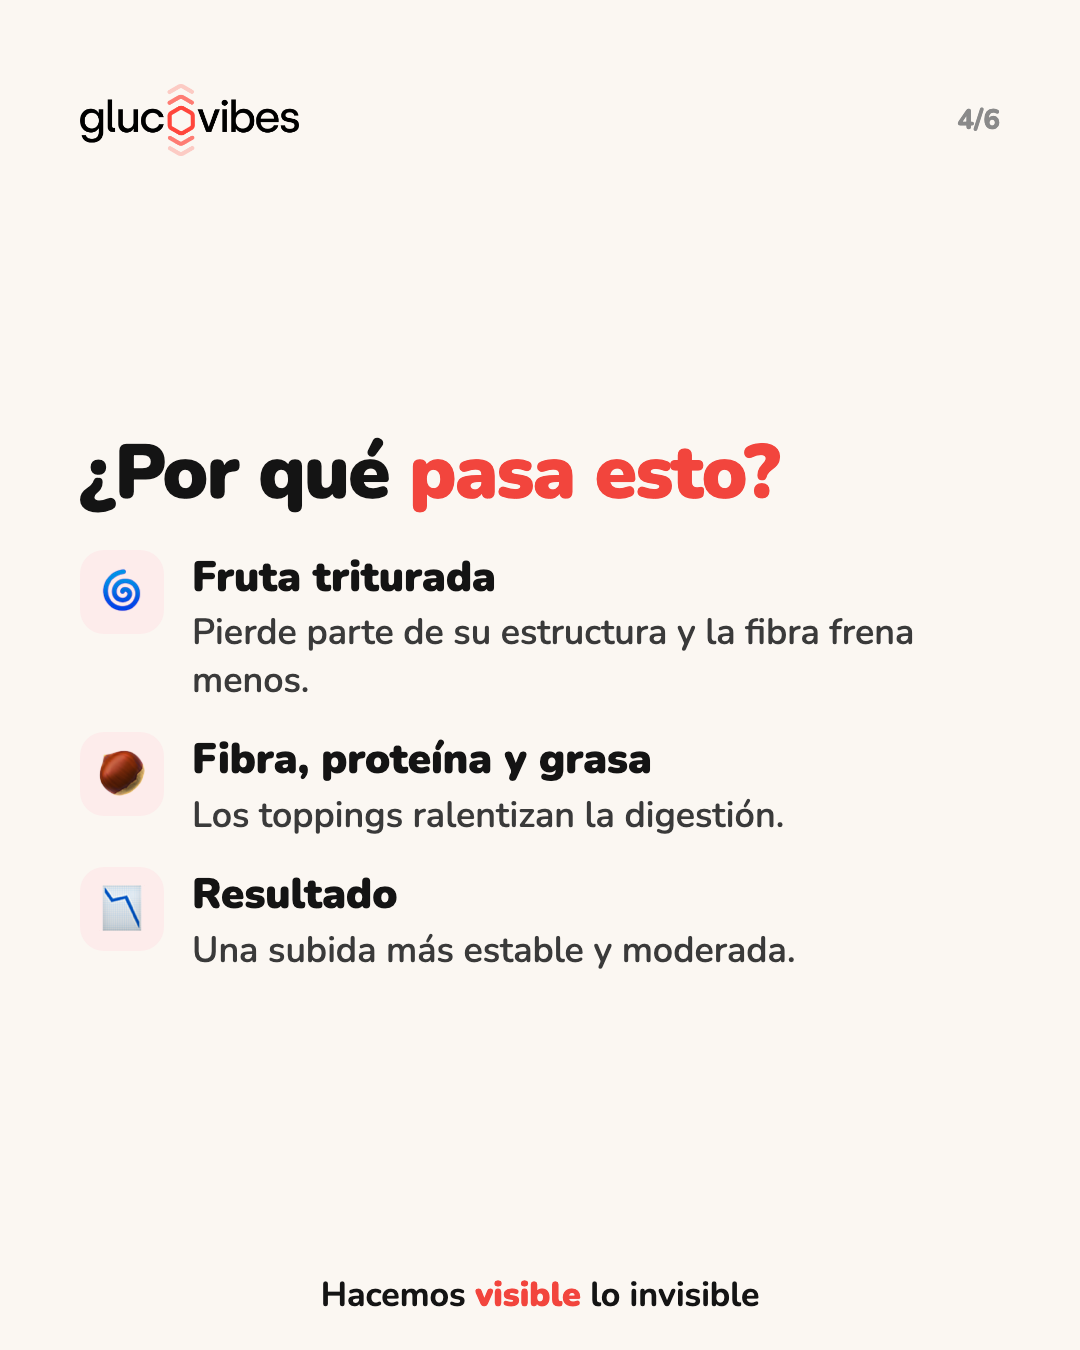 glucovibes
4/6
¿Por qué pasa esto?
Fruta triturada
Pierde parte de su estructura y la fibra frena
menos.
Fibra, proteína y grasa
Los toppings ralentizan la digestión.
Resultado
Una subida más estable y moderada.
Hacemos visible lo invisible